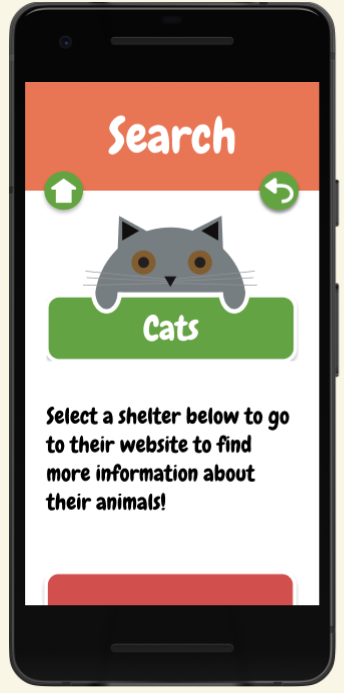 Search
Cats
Select a shelter below to go
to their website to find
more information about
their animals!